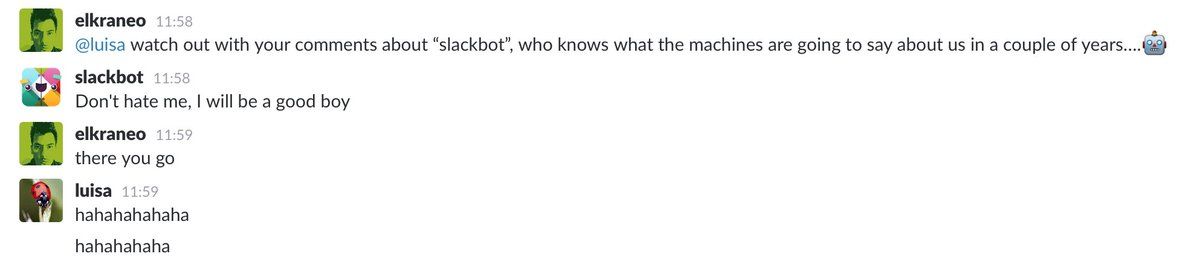 elkraneo 11:58
@luisa watch out with your comments about “slackbot”, who knows what the machines are going to say about us in a couple of years....🤖
slackbot 11:58
Don't hate me, I will be a good boy
elkraneo 11:59
there you go
luisa 11:59
hahahahahaha
hahahahaha